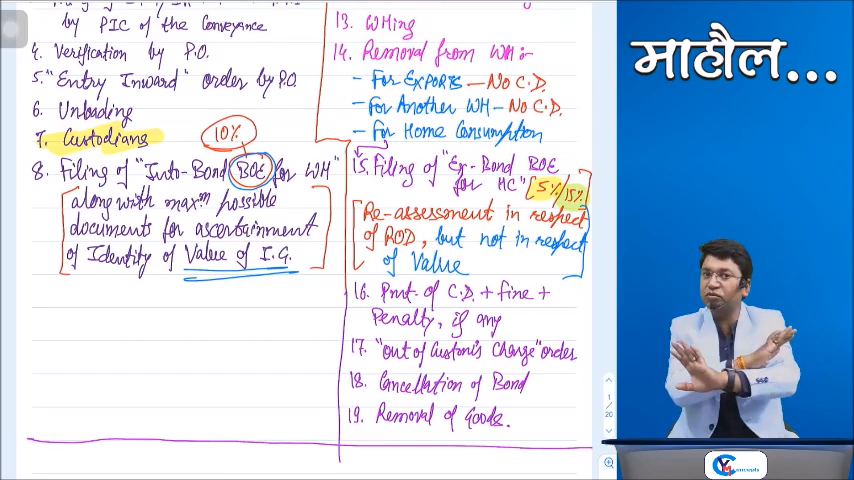 by PIC of the Conveyance
4. Verification by P.O.
5. "Entry Inward" order by P.O
6. Unloading
7. Custodians
10%
8. Filing of "Into-Bond BOE for WH"
along with maxm possible
documents for ascertainment
of Identity of Value of I.G.
13. WHing
14. Removal from WH:-
- For EXPORTS - No C.D.
- For Another WH - No C.D.
- For Home Consumption
15. Filing of "Ex-Bond BOE
for HC" [5%/15%]
Re-assessment in respect
of ROD, but not in respect
of Value
16. Pmt. of C.D. + fine +
Penalty, if any
17. "out of Custom's Charge" order
18. Cancellation of Bond
19. Removal of Goods.
माहौल...
1
/ 20
Concepts